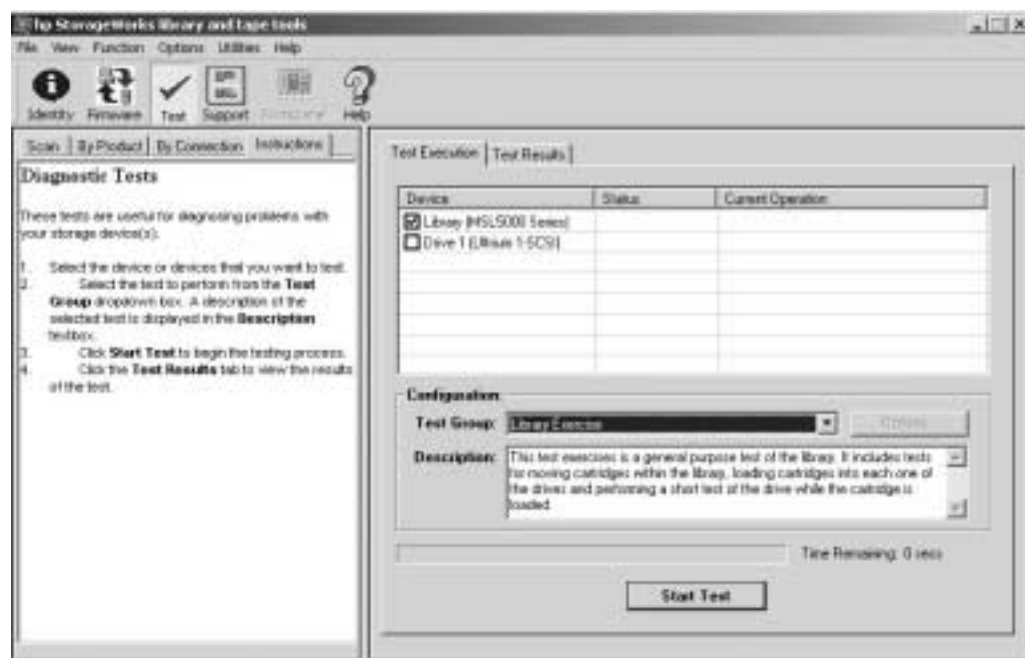 hp StorageWorks library and tape tools
File View Function Options Utilities Help
Identity Firmware Test Support Help
Scan By Product By Connection Instructions
Diagnostic Tests
These tests are useful for diagnosing problems with
your storage device(s).
1. Select the device or devices that you want to test.
2. Select the test to perform from the Test
Group dropdown box. A description of the
selected test is displayed in the Description
textbox.
3. Click Start Test to begin the testing process.
4. Click the Test Results tab to view the results
of the test.
Test Execution Test Results
Device Status Current Operation
Library (MSL5000 Series)
Drive 1 (Ultrium 1-SCSI)
Configuration
Test Group: Library Exercise Options
Description: This test exercises is a general purpose test of the library. It includes tests
for moving cartridges within the library, loading cartridges into each one of
the drives and performing a short test of the drive while the cartridge is
loaded.
Time Remaining: 0 secs
Start Test